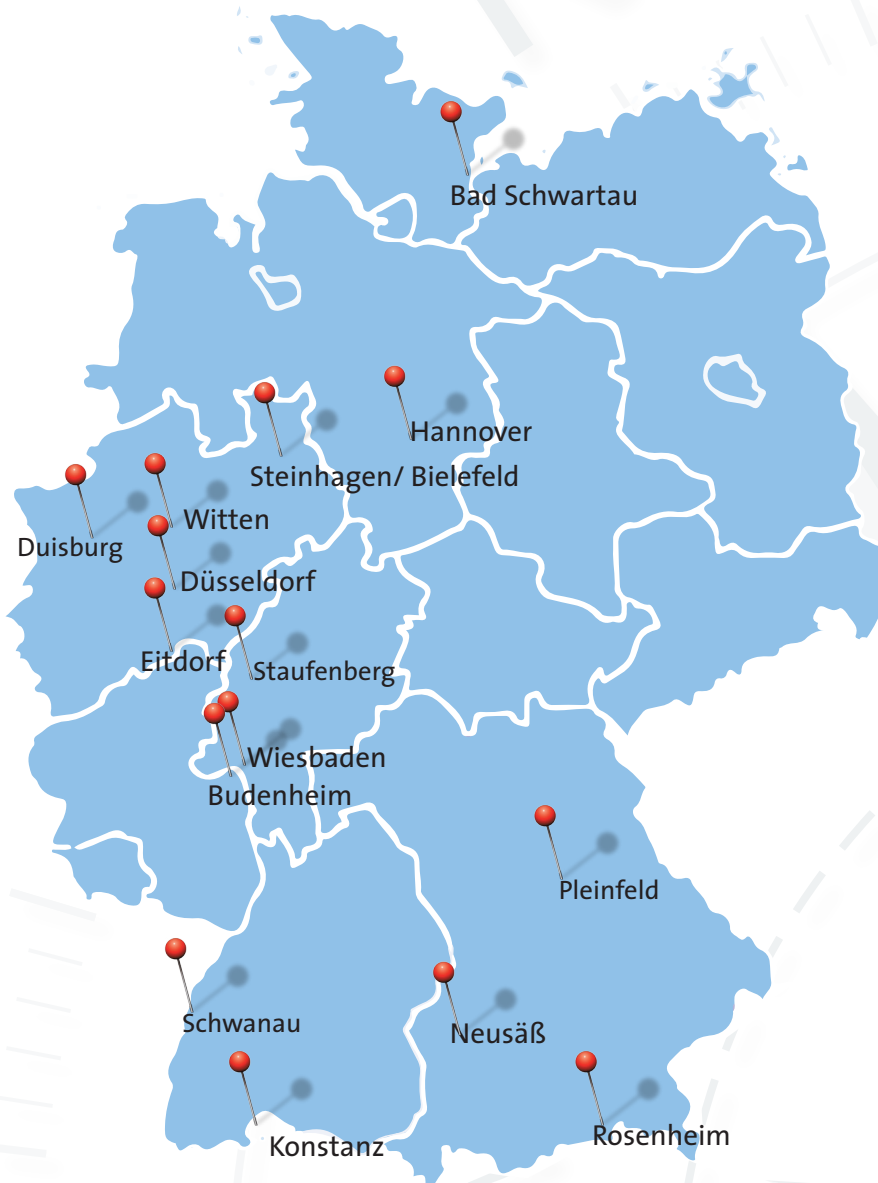 Bad Schwartau
Hannover
Steinhagen/ Bielefeld
Witten
Duisburg
Düsseldorf
Eitdorf
Staufenberg
Wiesbaden
Budenheim
Pleinfeld
Schwanau
Neusäß
Rosenheim
Konstanz